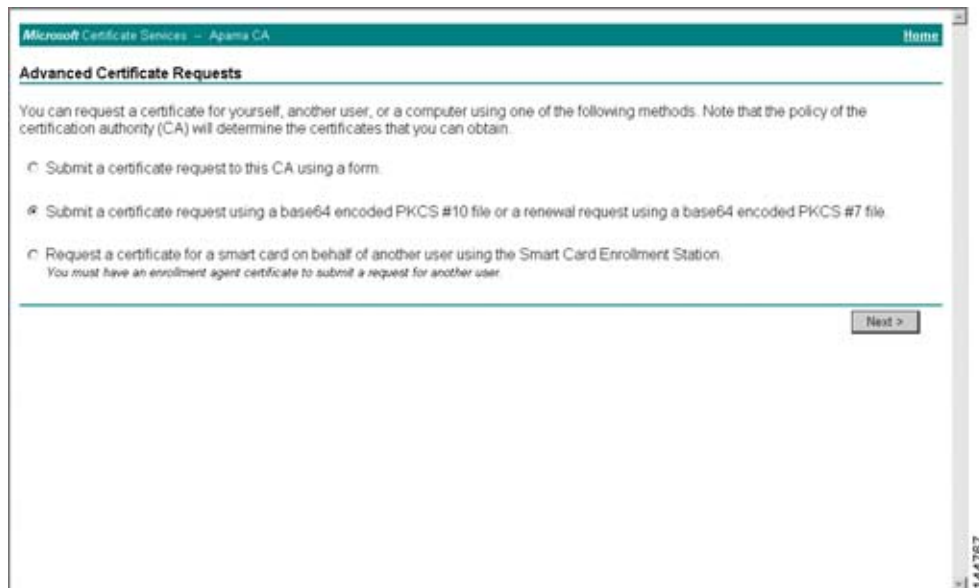 Microsoft Certificate Services -- Aparna CA
Home
Advanced Certificate Requests
You can request a certificate for yourself, another user, or a computer using one of the following methods. Note that the policy of the
certification authority (CA) will determine the certificates that you can obtain.
Submit a certificate request to this CA using a form.
Submit a certificate request using a base64 encoded PKCS #10 file or a renewal request using a base64 encoded PKCS #7 file.
Request a certificate for a smart card on behalf of another user using the Smart Card Enrollment Station.
You must have an enrollment agent certificate to submit a request for another user.
Next >